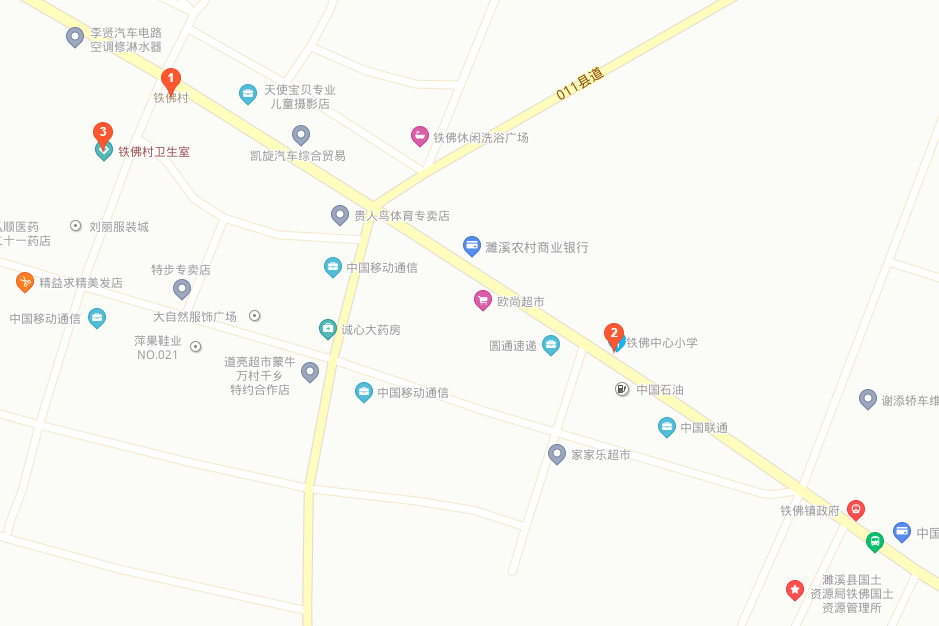 李贤汽车电路
空调修淋水器
1
铁佛村
天使宝贝专业
儿童摄影店
011县道
3
铁佛村卫生室
凯旋汽车综合贸易
铁佛休闲洗浴广场
贵人鸟体育专卖店
顺医药
二十一药店
刘丽服装城
濉溪农村商业银行
特步专卖店
中国移动通信
精益求精美发店
欧尚超市
中国移动通信
大自然服饰广场
诚心大药房
2
铁佛中心小学
萍果鞋业
NO.021
圆通速递
道亮超市蒙牛
万村千乡
特约合作店
中国移动通信
中国石油
谢添轿车维
中国联通
家家乐超市
铁佛镇政府
中国
濉溪县国土
资源局铁佛国土
资源管理所